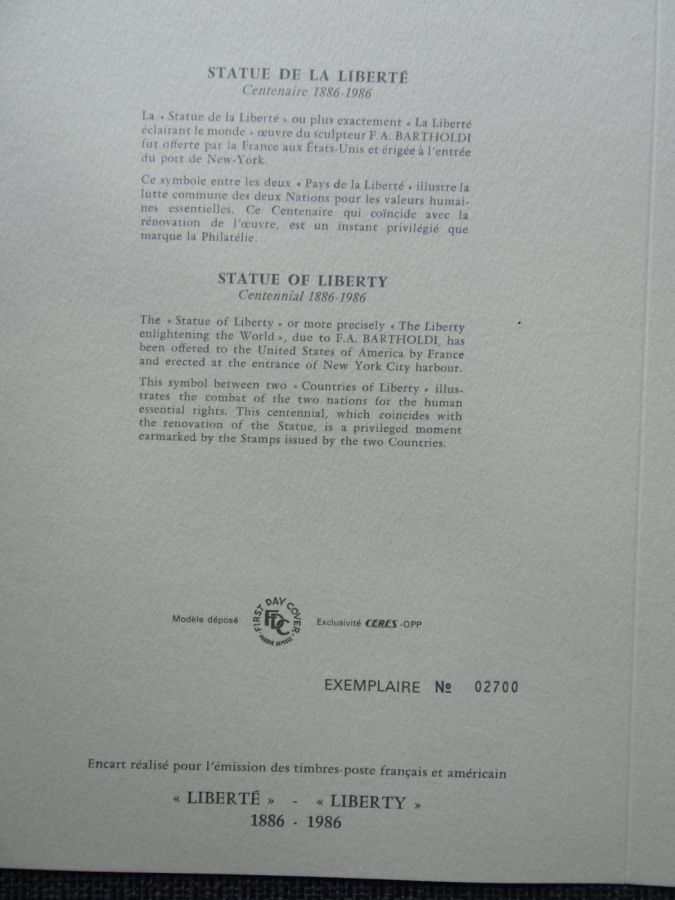 STATUE DE LA LIBERTÉ
Centenaire 1886-1986
La « Statue de la Liberté » ou plus exactement « La Liberté
éclairant le monde » œuvre du sculpteur F.A. BARTHOLDI
fut offerte par la France aux États-Unis et érigée à l'entrée
du port de New-York.
Ce symbole entre les deux « Pays de la Liberté » illustre la
lutte commune des deux Nations pour les valeurs humai-
nes essentielles. Ce Centenaire qui coïncide avec la
rénovation de l'œuvre, est un instant privilégié que
marque la Philatélie.
STATUE OF LIBERTY
Centennial 1886-1986
The « Statue of Liberty » or more precisely « The Liberty
enlightening the World », due to F.A. BARTHOLDI, has
been offered to the United States of America by France
and erected at the entrance of New York City harbour.
This symbol between two « Countries of Liberty » illus-
trates the combat of the two nations for the human
essential rights. This centennial, which coincides with
the renovation of the Statue, is a privileged moment
earmarked by the Stamps issued by the two Countries.
Modèle déposé
FIRST DAY COVER
FDC
MARQUE DEPOSEE
Exclusivité CERES-OPP
EXEMPLAIRE Nº 02700
Encart réalisé pour l'émission des timbres-poste français et américain
« LIBERTÉ » - « LIBERTY »
1886 - 1986